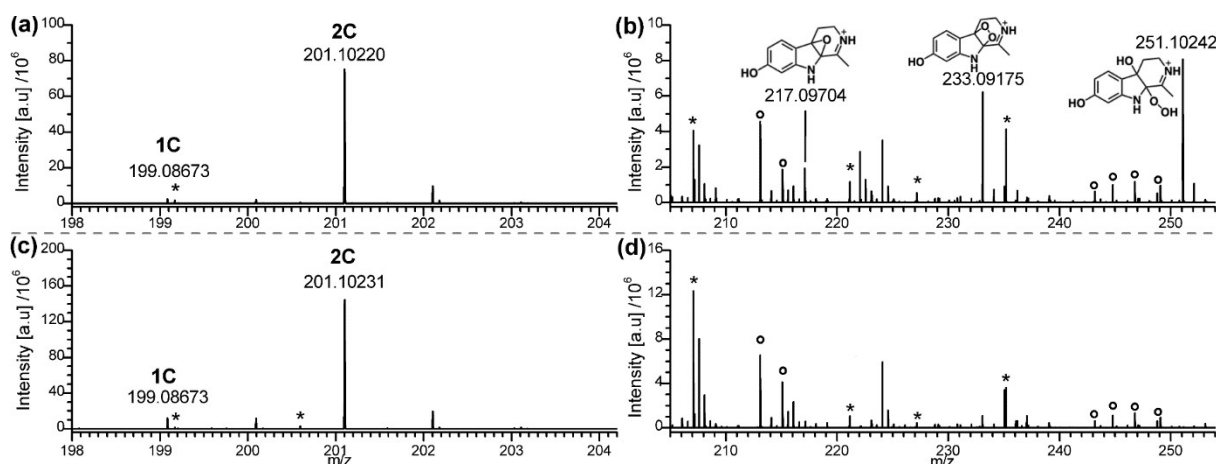 (a)
100
80
60
40
20
0
Intensity [a.u] /10⁶
2C
201.10220
1C
199.08673
*
198 199 200 201 202 203 204
(b)
10
8
6
4
2
0
Intensity [a.u] /10⁶
HO O N H NH + 217.09704
HO O O N H NH + 233.09175
251.10242
HO HO N H O OH NH +
* o o * * * o o o o
210 220 230 240 250
(c)
200
160
120
80
40
0
Intensity [a.u] /10⁶
2C
201.10231
1C
199.08673
* *
198 199 200 201 202 203 204
m/z
(d)
16
12
8
4
0
Intensity [a.u] /10⁶
* o o * * * o o o o
210 220 230 240 250
m/z